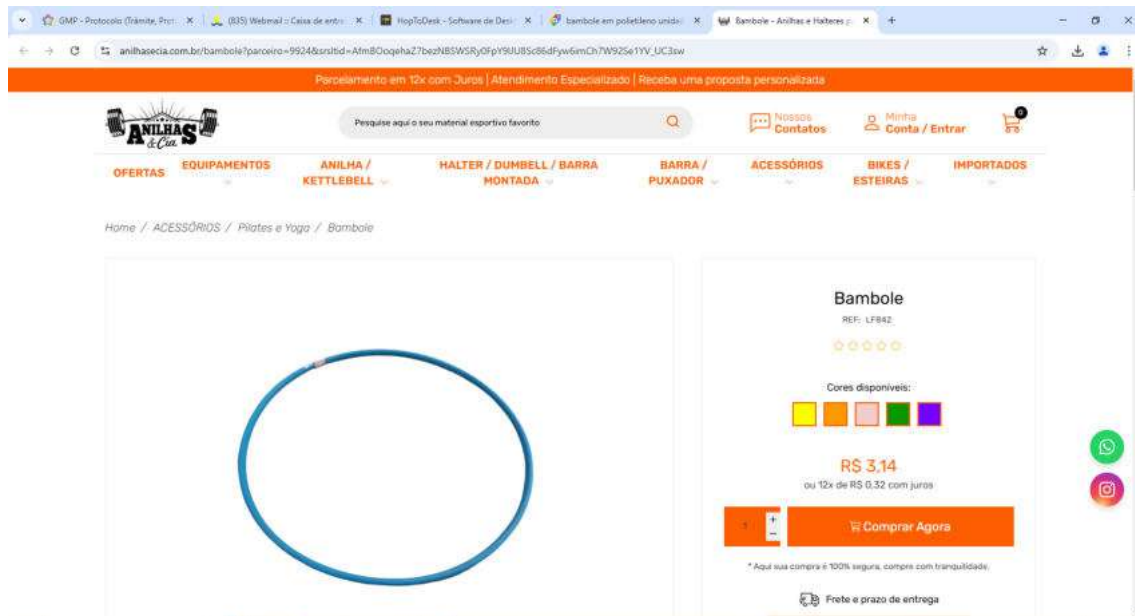 GMP - Protocolo (Trâmite, Prot
(835) Webmail :: Caixa de entr
HopToDesk - Software de Desk
bambole em polietileno unida
Bambole - Anilhas e Halteres p
anilhasecia.com.br/bambole?parceiro=9924&srsltid=
Parcelamento em 12x com Juros | Atendimento Especializado | Receba uma proposta personalizada
ANILHAS
& Cia
Pesquise aqui o seu material esportivo favorito
Nossos
Contatos
Minha
Conta / Entrar
0
OFERTAS
EQUIPAMENTOS
ANILHA /
KETTLEBELL
HALTER / DUMBELL / BARRA
MONTADA
BARRA /
PUXADOR
ACESSÓRIOS
BIKES /
ESTEIRAS
IMPORTADOS
Home / ACESSÓRIOS / Pilates e Yoga / Bambole
Bambole
REF: LF842
Cores disponíveis:
R$ 3,14
ou 12x de R$ 0,32 com juros
1
+
−
Comprar Agora
* Aqui sua compra é 100% segura, compre com tranquilidade.
Frete e prazo de entrega